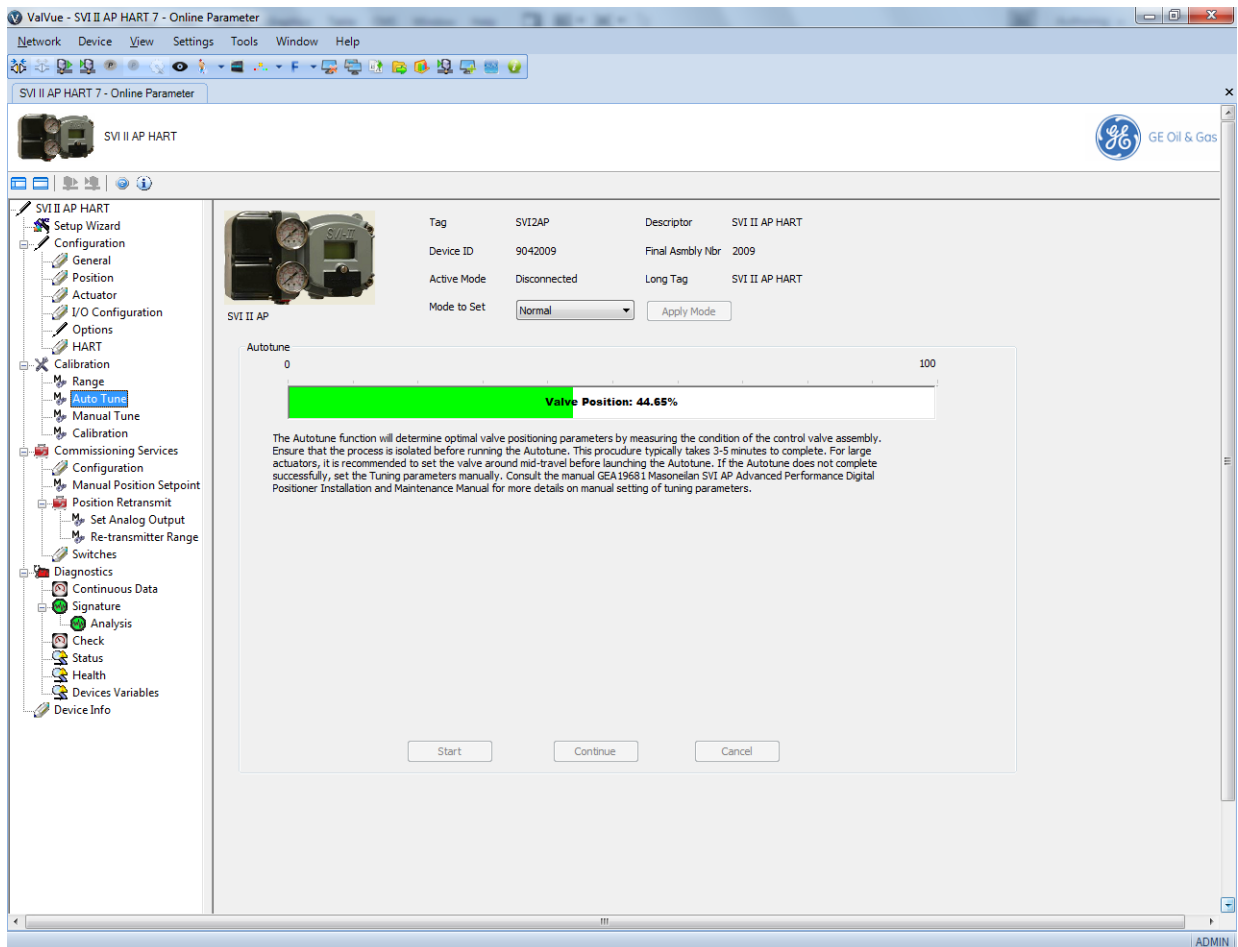 ValVue - SVI II AP HART 7 - Online Parameter
Network Device View Settings Tools Window Help
F
SVI II AP HART 7 - Online Parameter
SVI II AP HART
GE Oil & Gas
SVI II AP HART
Setup Wizard
Configuration
General
Position
Actuator
I/O Configuration
Options
HART
Calibration
Range
Auto Tune
Manual Tune
Calibration
Commissioning Services
Configuration
Manual Position Setpoint
Position Retransmit
Set Analog Output
Re-transmitter Range
Switches
Diagnostics
Continuous Data
Signature
Analysis
Check
Status
Health
Devices Variables
Device Info
SVI II AP
Tag SVI2AP Descriptor SVI II AP HART
Device ID 9042009 Final Asmbly Nbr 2009
Active Mode Disconnected Long Tag SVI II AP HART
Mode to Set Normal Apply Mode
Autotune
0 100
Valve Position: 44.65%
The Autotune function will determine optimal valve positioning parameters by measuring the condition of the control valve assembly.
Ensure that the process is isolated before running the Autotune. This procudure typically takes 3-5 minutes to complete. For large
actuators, it is recommended to set the valve around mid-travel before launching the Autotune. If the Autotune does not complete
successfully, set the Tuning parameters manually. Consult the manual GEA19681 Masoneilan SVI AP Advanced Performance Digital
Positioner Installation and Maintenance Manual for more details on manual setting of tuning parameters.
Start Continue Cancel
ADMIN